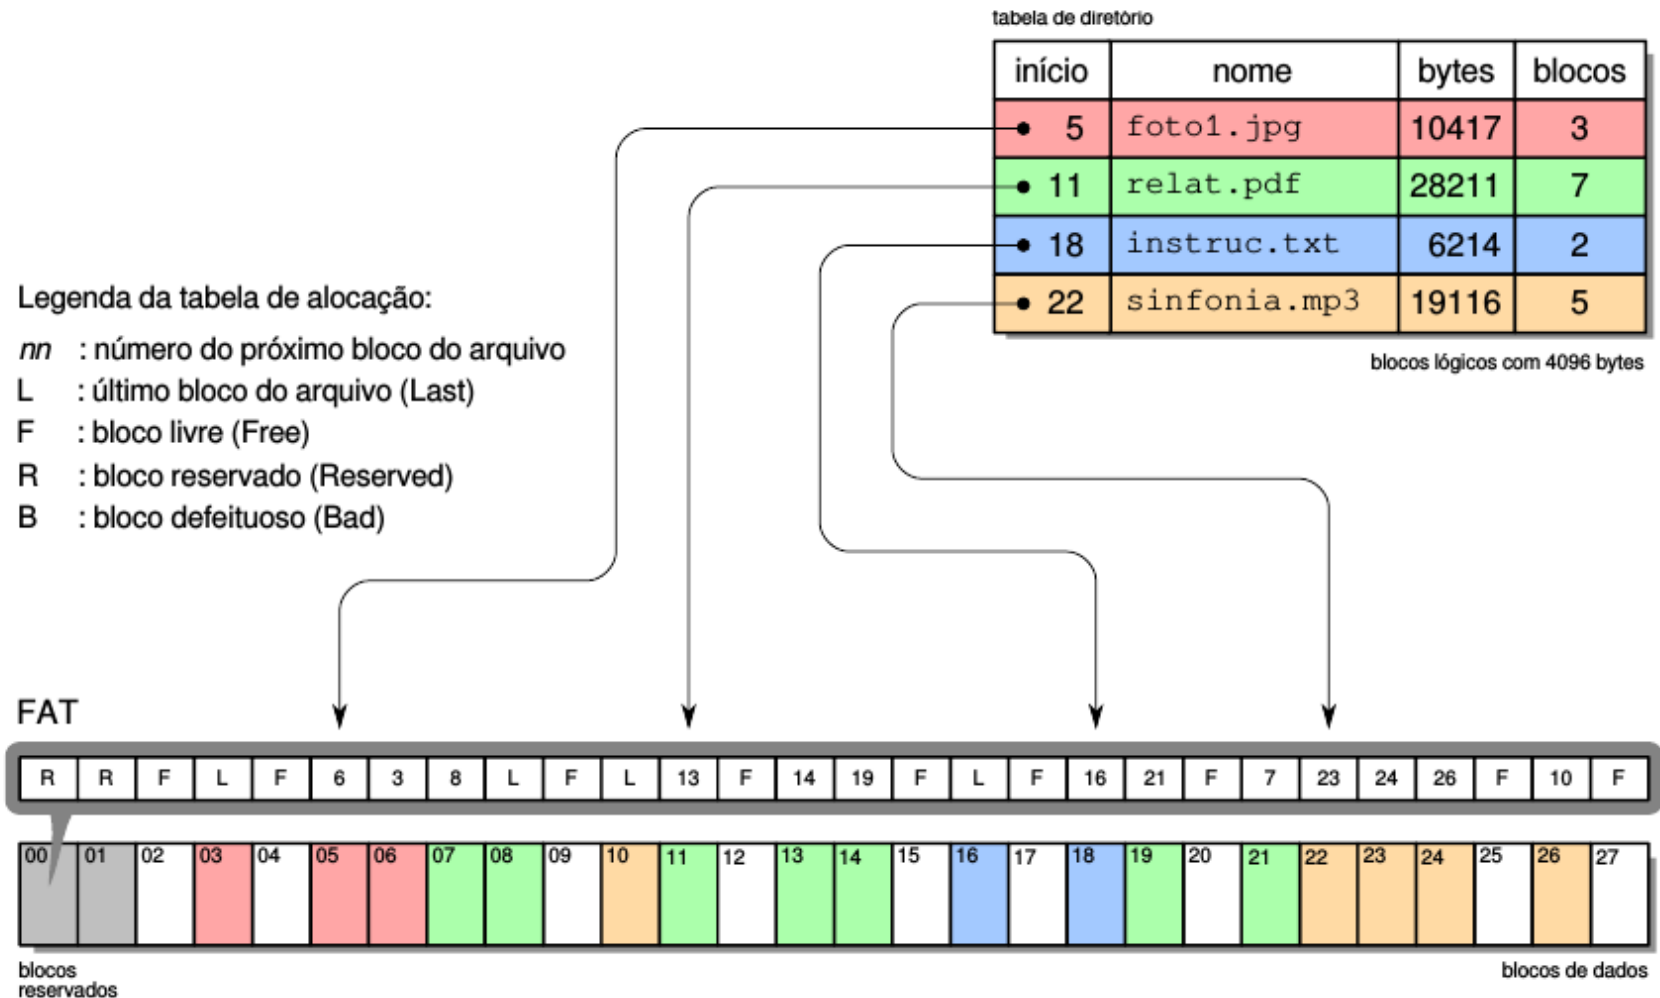 tabela de diretório
início nome bytes blocos
5 foto1.jpg 10417 3
11 relat.pdf 28211 7
18 instruc.txt 6214 2
22 sinfonia.mp3 19116 5
blocos lógicos com 4096 bytes
Legenda da tabela de alocação:
nn : número do próximo bloco do arquivo
L : último bloco do arquivo (Last)
F : bloco livre (Free)
R : bloco reservado (Reserved)
B : bloco defeituoso (Bad)
FAT
R R F L F 6 3 8 L F L 13 F 14 19 F L F 16 21 F 7 23 24 26 F 10 F
00 01 02 03 04 05 06 07 08 09 10 11 12 13 14 15 16 17 18 19 20 21 22 23 24 25 26 27
blocos
reservados
blocos de dados